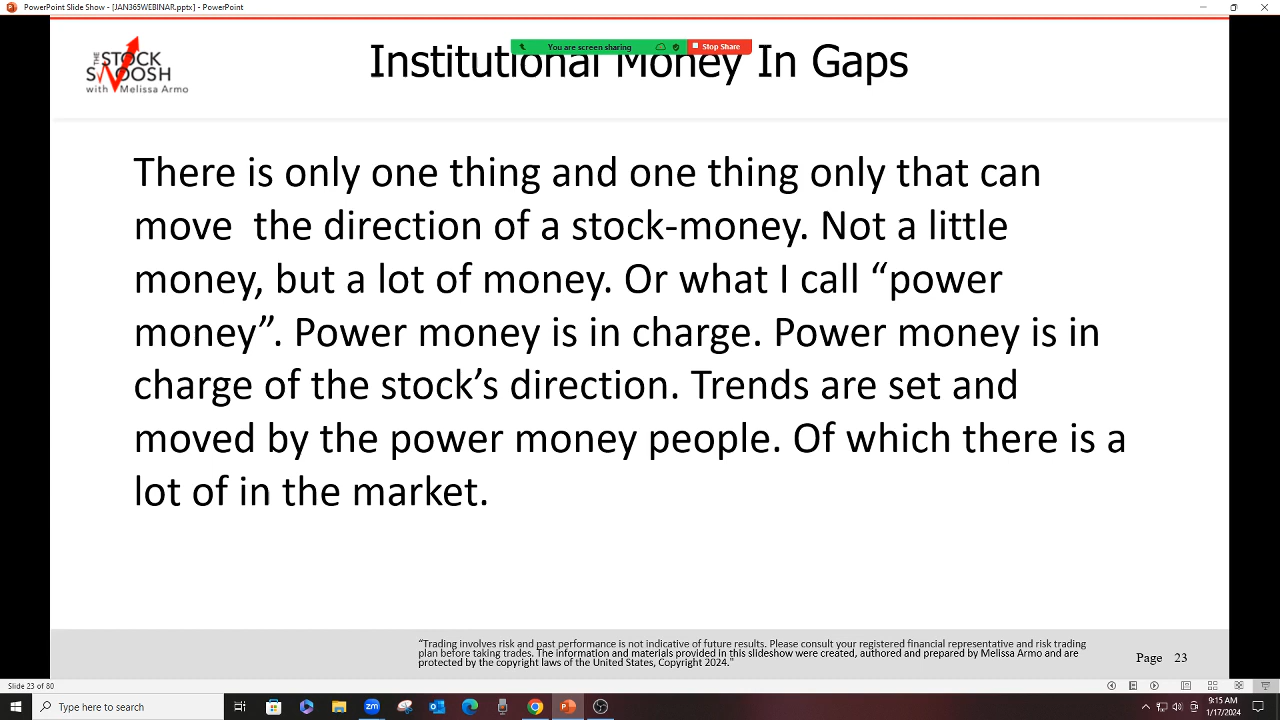 PowerPoint Slide Show - [JAN365WEBINAR.pptx] - PowerPoint
THE
STOCK
SWOOSH
with Melissa Armo
You are screen sharing
Stop Share
Institutional Money In Gaps
There is only one thing and one thing only that can
move  the direction of a stock-money. Not a little
money, but a lot of money. Or what I call “power
money”. Power money is in charge. Power money is in
charge of the stock’s direction. Trends are set and
moved by the power money people. Of which there is a
lot of in the market.
“Trading involves risk and past performance is not indicative of future results. Please consult your registered financial representative and risk trading
plan before taking trades. The information and materials provided in this slideshow were created, authored and prepared by Melissa Armo and are
protected by the copyright laws of the United States, Copyright 2024.”
Page 23
Slide 23 of 80
Type here to search
zm
9:15 AM
1/17/2024